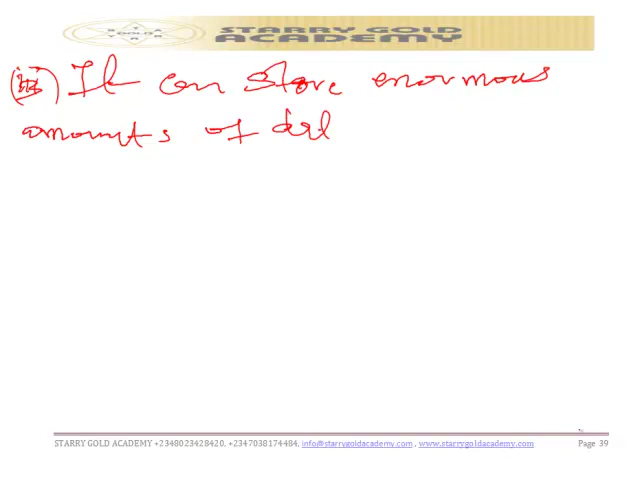 STARRY GOLD
ACADEMY
It can store enormous
amounts of dat
STARRY GOLD ACADEMY +2348023428420, +2347038174484, info@starrygoldacademy.com , www.starrygoldacademy.com Page 39